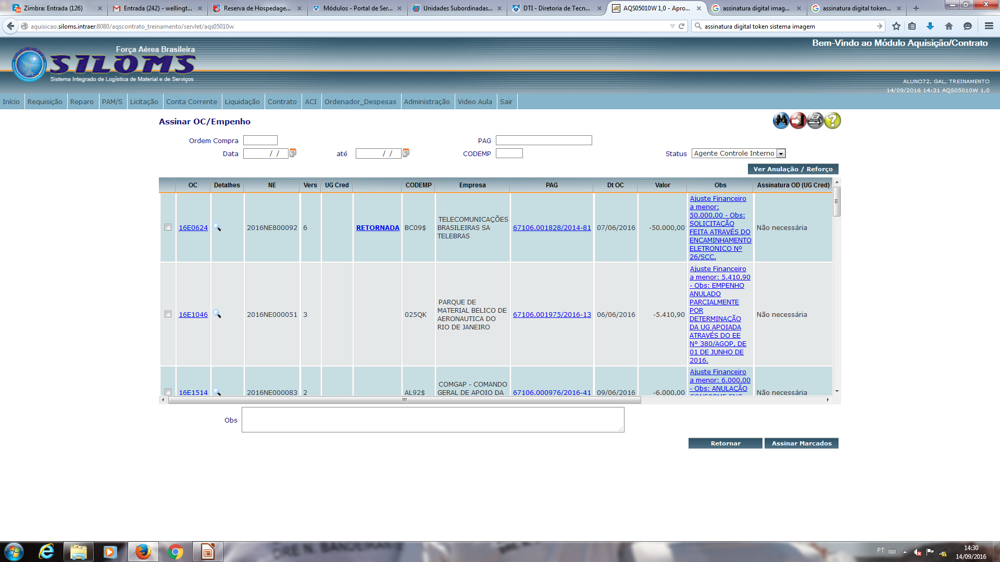 Zimbra: Entrada (126)
Entrada (242) - wellingt...
Reserva de Hospedage...
Módulos - Portal de Ser...
Unidades Subordinadas...
DTI - Diretoria de Tecn...
AQS05010W 1,0 - Apro...
assinatura digital imag...
assinatura digital token...
aquisicao.siloms.intraer:8080/aqscontrato_treinamento/servlet/aqs05010w
assinatura digital token sistema imagem
Bem-Vindo ao Módulo Aquisição/Contrato
Força Aérea Brasileira
SILOMS
Sistema Integrado de Logística de Material e de Serviços
ALUNO72, GAL, TREINAMENTO
14/09/2016 14:31 AQS05010W 1,0
Início Requisição Reparo PAM/S Licitação Conta Corrente Liquidação Contrato ACI Ordenador_Despesas Administração Video Aula Sair
Assinar OC/Empenho
Ordem Compra
PAG
Data / / até / /
CODEMP
Status Agente Controle Interno
Ver Anulação / Reforço
OC Detalhes NE Vers UG Cred CODEMP Empresa PAG Dt OC Valor Obs Assinatura OD (UG Cred)
16E0624
2016NE800092
6
RETORNADA
BC09$
TELECOMUNICAÇÕES
BRASILEIRAS SA
TELEBRAS
67106.001828/2014-81
07/06/2016
-50.000,00
Ajuste Financeiro
a menor:
50.000,00 - Obs:
SOLICITAÇÃO
FEITA ATRAVÉS DO
ENCAMINHAMENTO
ELETRONICO Nº
26/SCC.
Não necessária
16E1046
2016NE000051
3
025QK
PARQUE DE
MATERIAL BELICO DE
AERONAUTICA DO
RIO DE JANEIRO
67106.001975/2016-13
06/06/2016
-5.410,90
Ajuste Financeiro
a menor: 5.410,90
- Obs: EMPENHO
ANULADO
PARCIALMENTE
POR
DETERMINAÇÃO
DA UG APOIADA
ATRAVÉS DO EE
N° 380/AGOP, DE
01 DE JUNHO DE
2016.
Não necessária
16E1514
2016NE000083
2
AL92$
COMGAP - COMANDO
GERAL DE APOIO DA
67106.000976/2016-41
09/06/2016
-6.000,00
Ajuste Financeiro
a menor: 6.000,00
- Obs: ANULAÇÃO
CONFORME ENC
Não necessária
Obs
Retornar
Assinar Marcados
DRE N. BANDEIRA
PT
14:30
14/09/2016